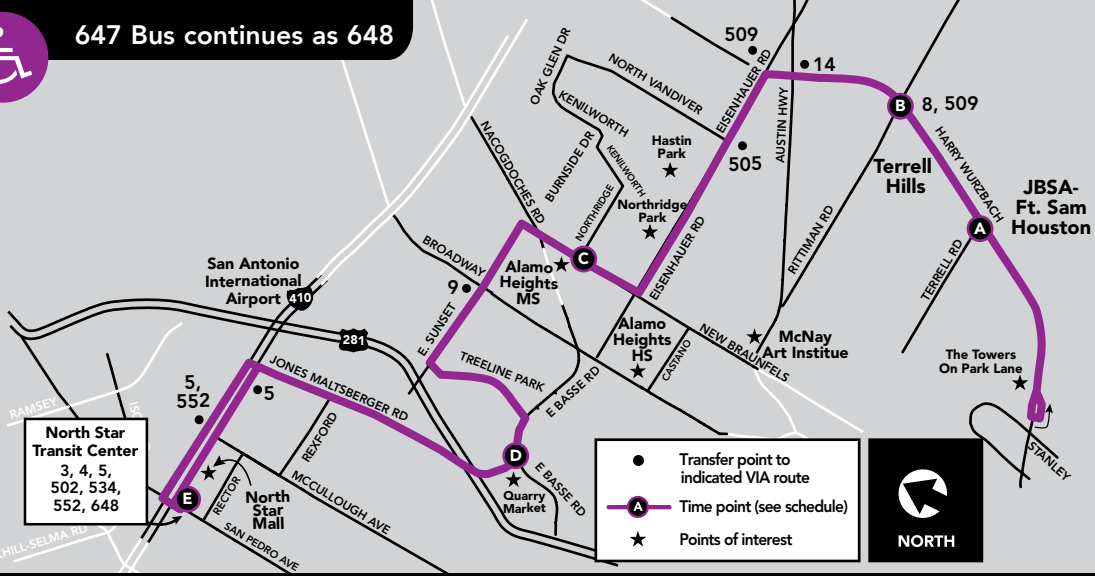 647 Bus continues as 648
509
14
OAK GLEN DR
NORTH VANDIVER
EISENHAUER RD
AUSTIN HWY
B
8, 509
KENILWORTH
NACOGDOCHES RD
BURNSIDE DR
KENILWORTH
Hastin
Park
505
HARRY WURZBACH
Terrell
Hills
JBSA-
Ft. Sam
Houston
NORTHRIDGE
Northridge
Park
A
RITTIMAN RD
TERRELL RD
EISENHAUER RD
BROADWAY
Alamo
Heights
MS
C
San Antonio
International
Airport
410
9
E. SUNSET
281
Alamo
Heights
HS
CASTANO
NEW BRAUNFELS
McNay
Art Institue
The Towers
On Park Lane
JONES MALTSBERGER RD
TREELINE PARK
E BASSE RD
5,
552
5
RAMSEY
REXFORD
North Star
Transit Center
3, 4, 5,
502, 534,
552, 648
D
E BASSE RD
Quarry
Market
STANLEY
E
RECTOR
North
Star
Mall
MCCULLOUGH AVE
SAN PEDRO AVE
HILL-SELMA RD
Transfer point to
indicated VIA route
A
Time point (see schedule)
Points of interest
NORTH